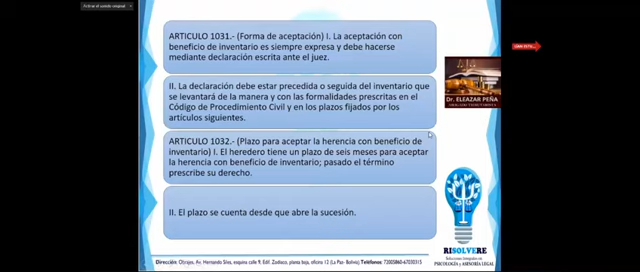 ARTICULO 1031.- (Forma de aceptación) I. La aceptación con
beneficio de inventario es siempre expresa y debe hacerse
mediante declaración escrita ante el juez.
II. La declaración debe estar precedida o seguida del inventario que
se levantará de la manera y con las formalidades prescritas en el
Código de Procedimiento Civil y en los plazos fijados por los
artículos siguientes.
ARTICULO 1032.- (Plazo para aceptar la herencia con beneficio de
inventario) I. El heredero tiene un plazo de seis meses para aceptar
la herencia con beneficio de inventario; pasado el término
prescribe su derecho.
II. El plazo se cuenta desde que abre la sucesión.
Dr. ELEAZAR PEÑA
RISOLVERE
PSICOLOGÍA y ASESORÍA LEGAL